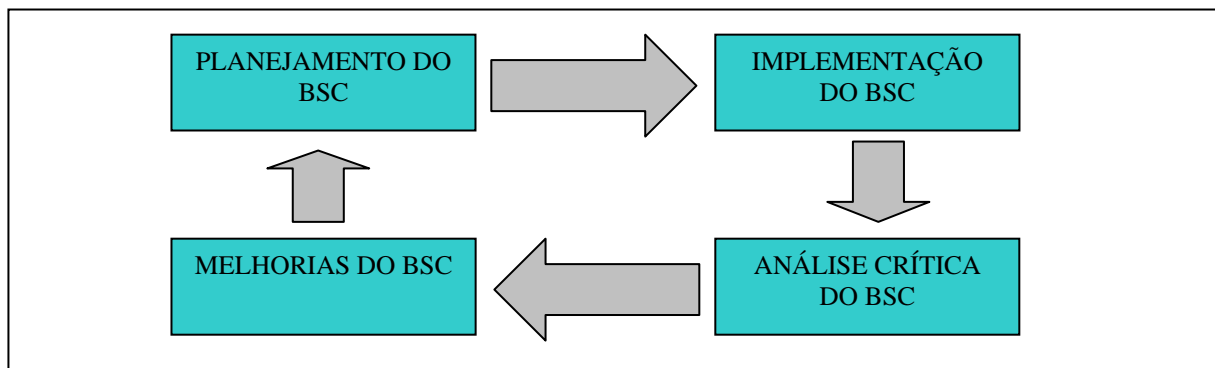 PLANEJAMENTO DO
BSC
IMPLEMENTAÇÃO
DO BSC
MELHORIAS DO BSC
ANÁLISE CRÍTICA
DO BSC